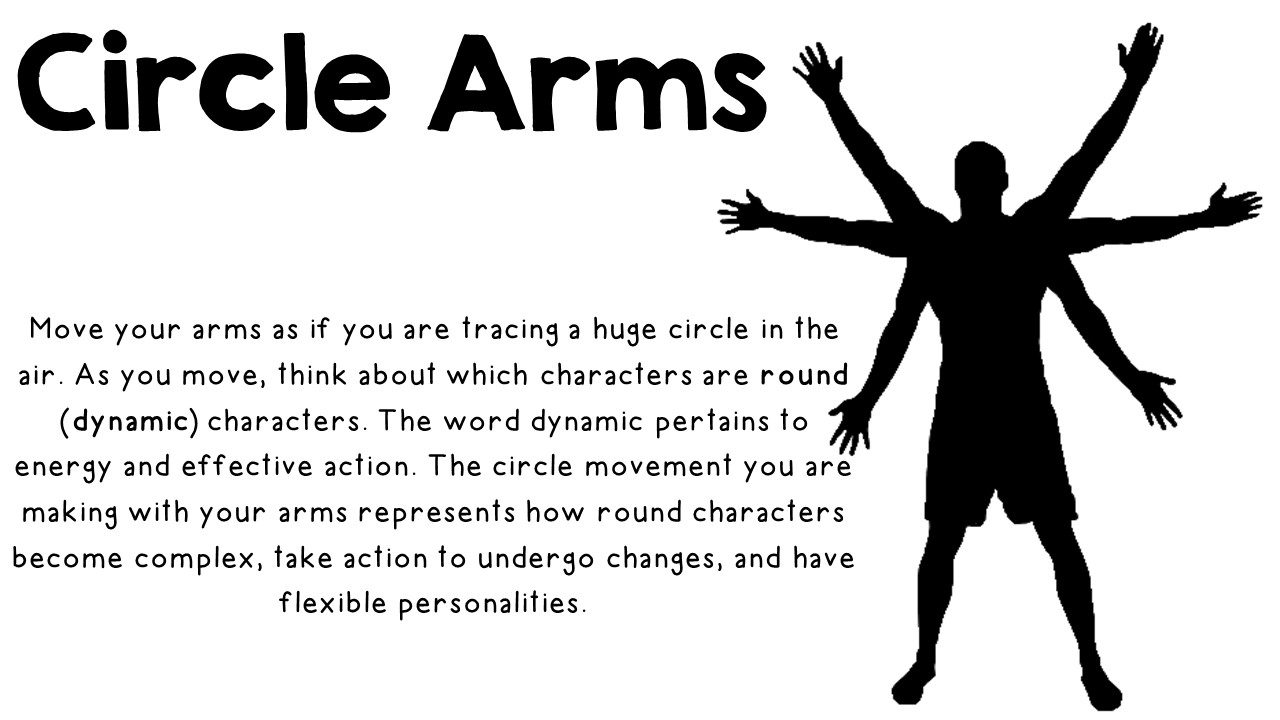 Circle Arms
Move your arms as if you are tracing a huge circle in the
air. As you move, think about which characters are round
(dynamic) characters. The word dynamic pertains to
energy and effective action. The circle movement you are
making with your arms represents how round characters
become complex, take action to undergo changes, and have
flexible personalities.